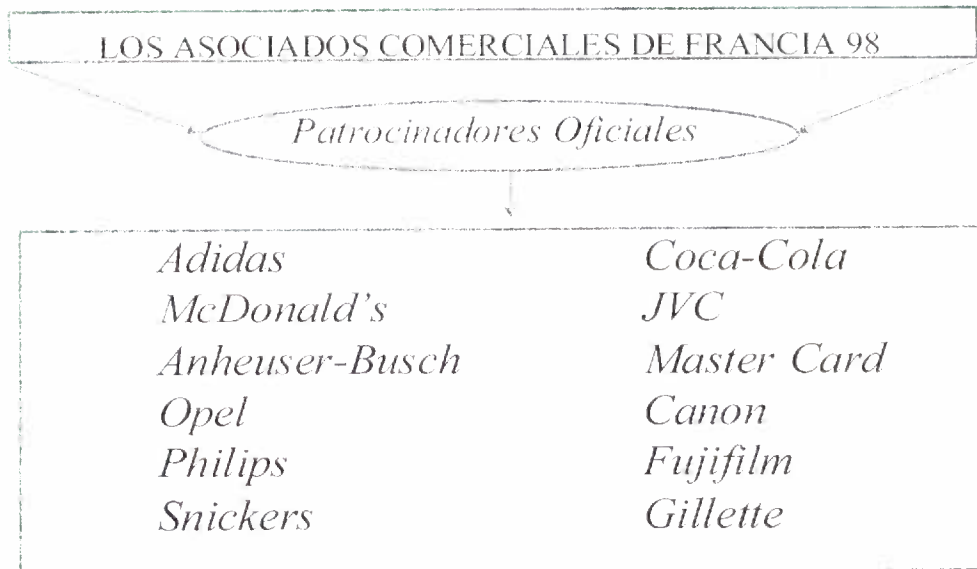 LOS ASOCIADOS COMERCIALES DE FRANCIA 98
Patrocinadores Oficiales
Adidas Coca-Cola
McDonald's JVC
Anheuser-Busch Master Card
Opel Canon
Philips Fujifilm
Snickers Gillette